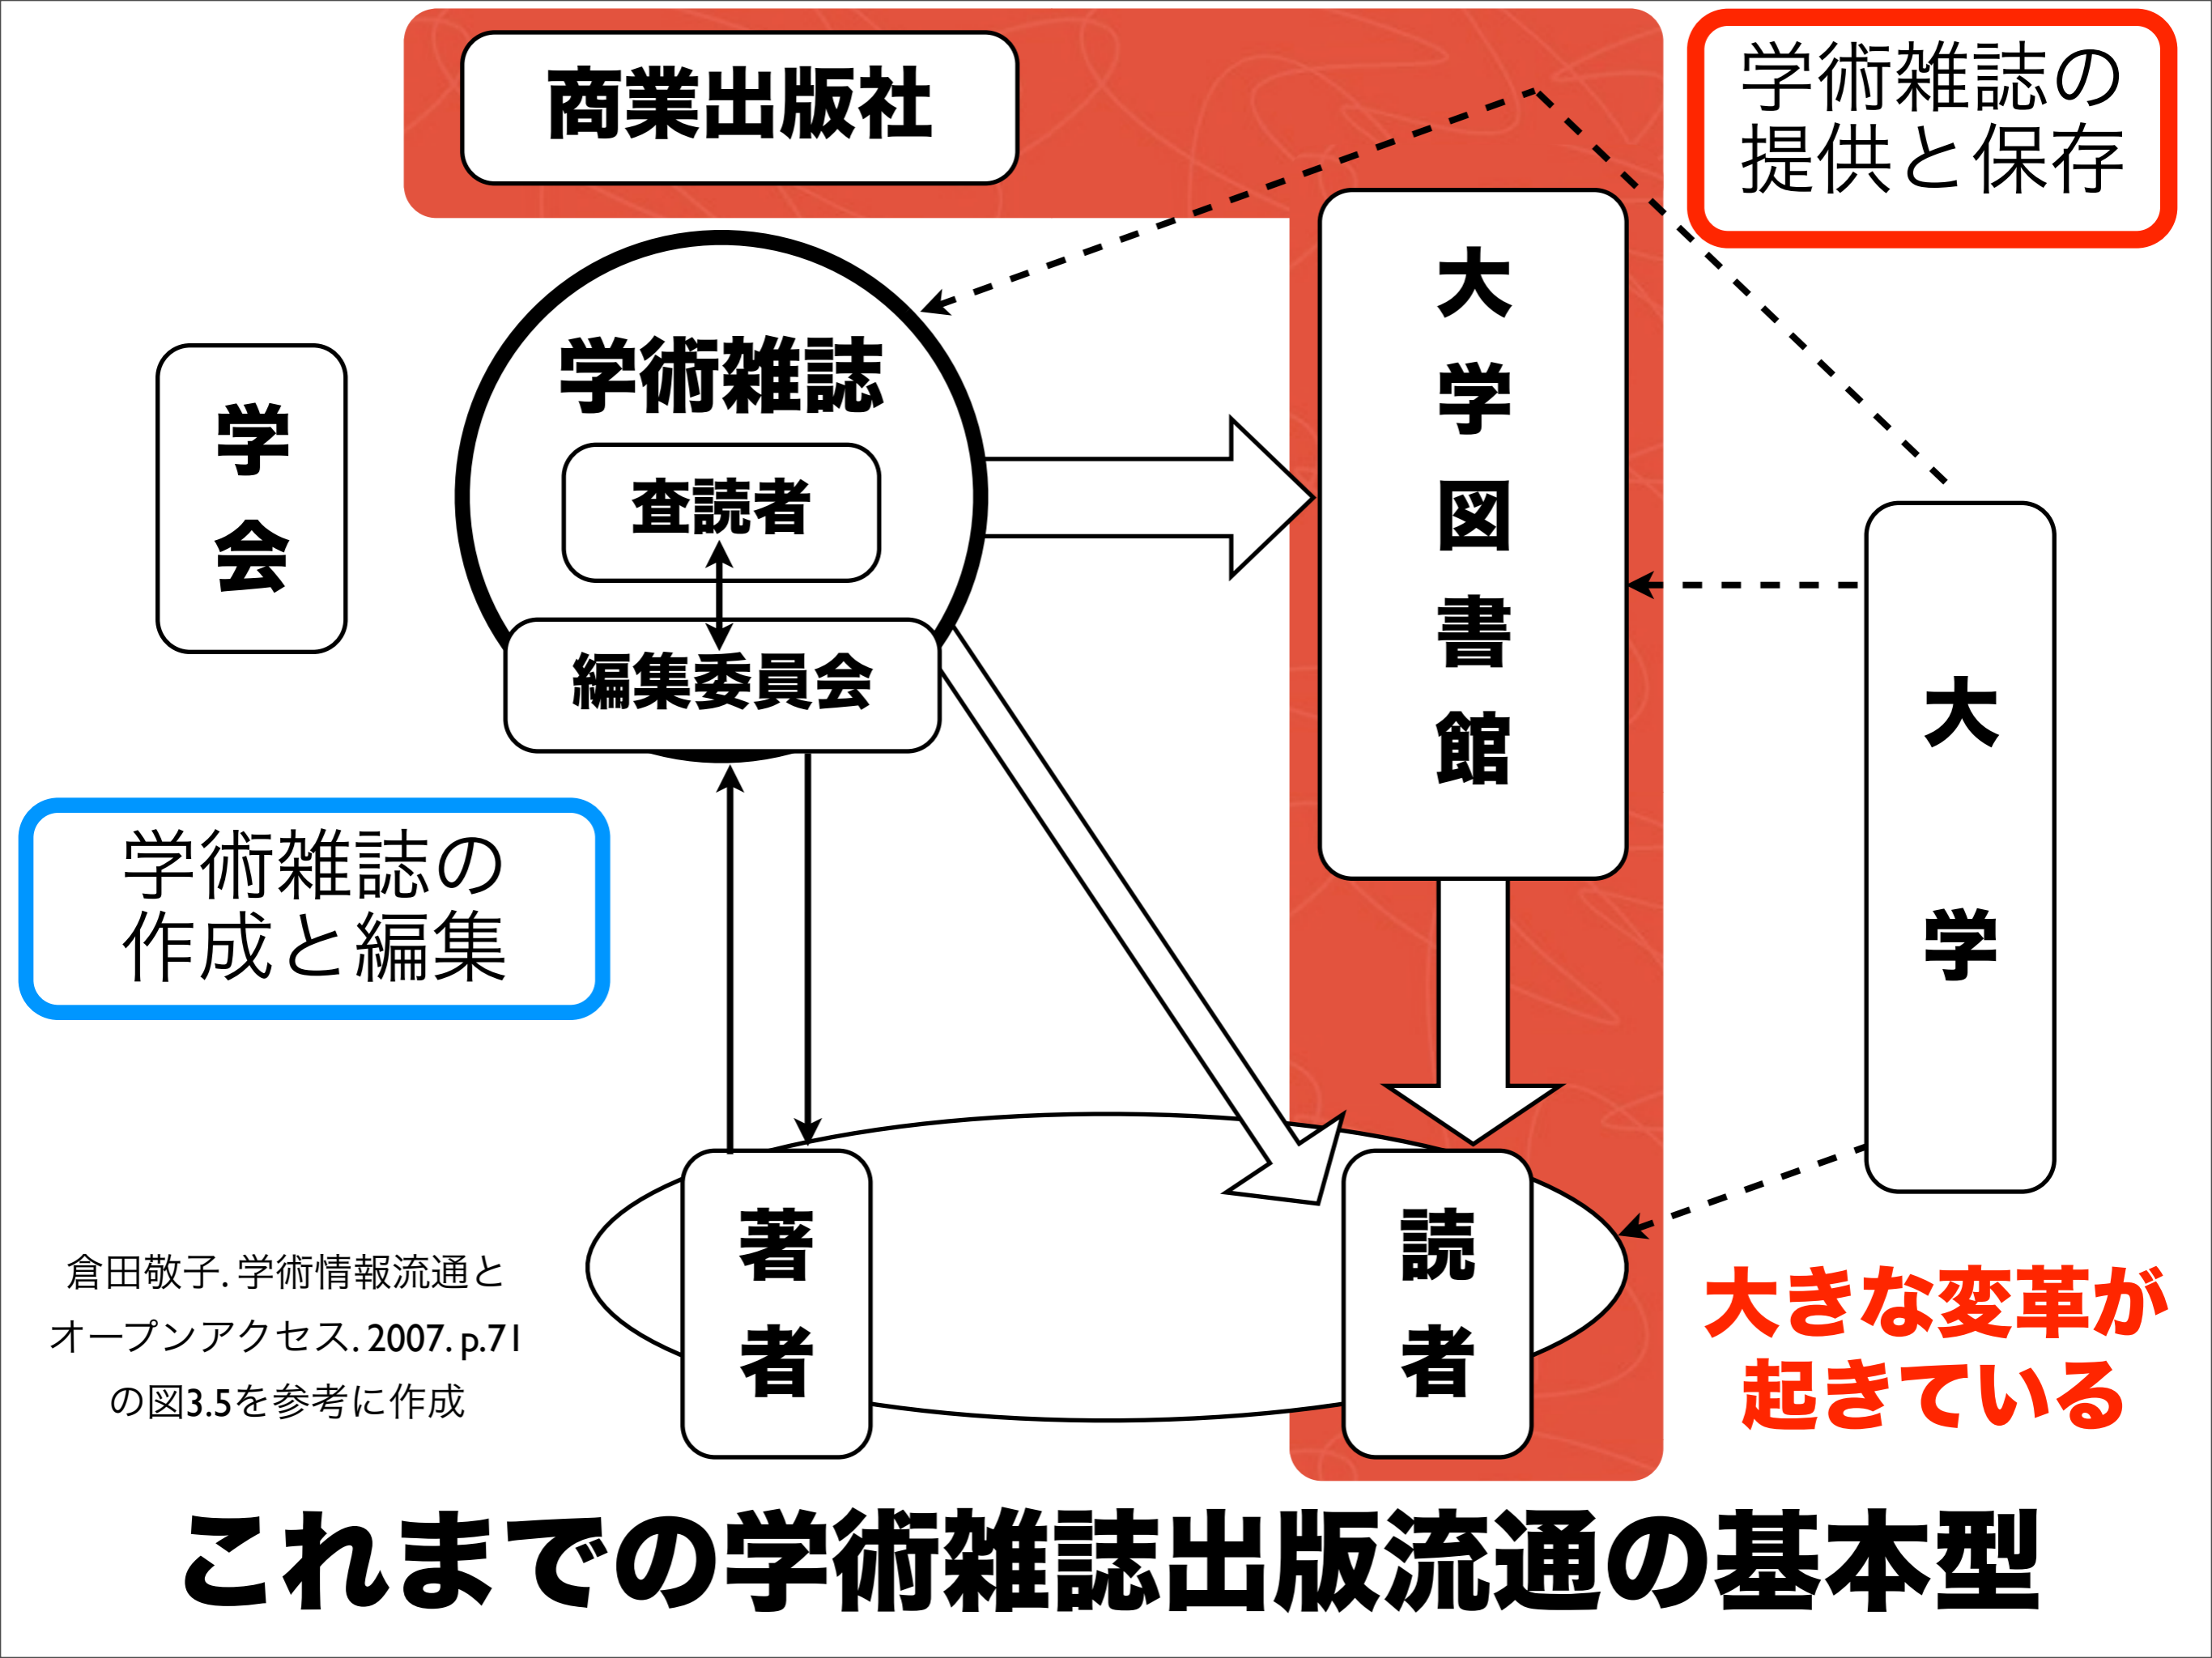 商業出版社
学術雑誌の
提供と保存
学術雑誌
査読者
編集委員会
学会
大学図書館
大学
学術雑誌の
作成と編集
著者
読者
倉田敬子. 学術情報流通と
オープンアクセス. 2007. p.71
の図3.5を参考に作成
大きな変革が
起きている
これまでの学術雑誌出版流通の基本型